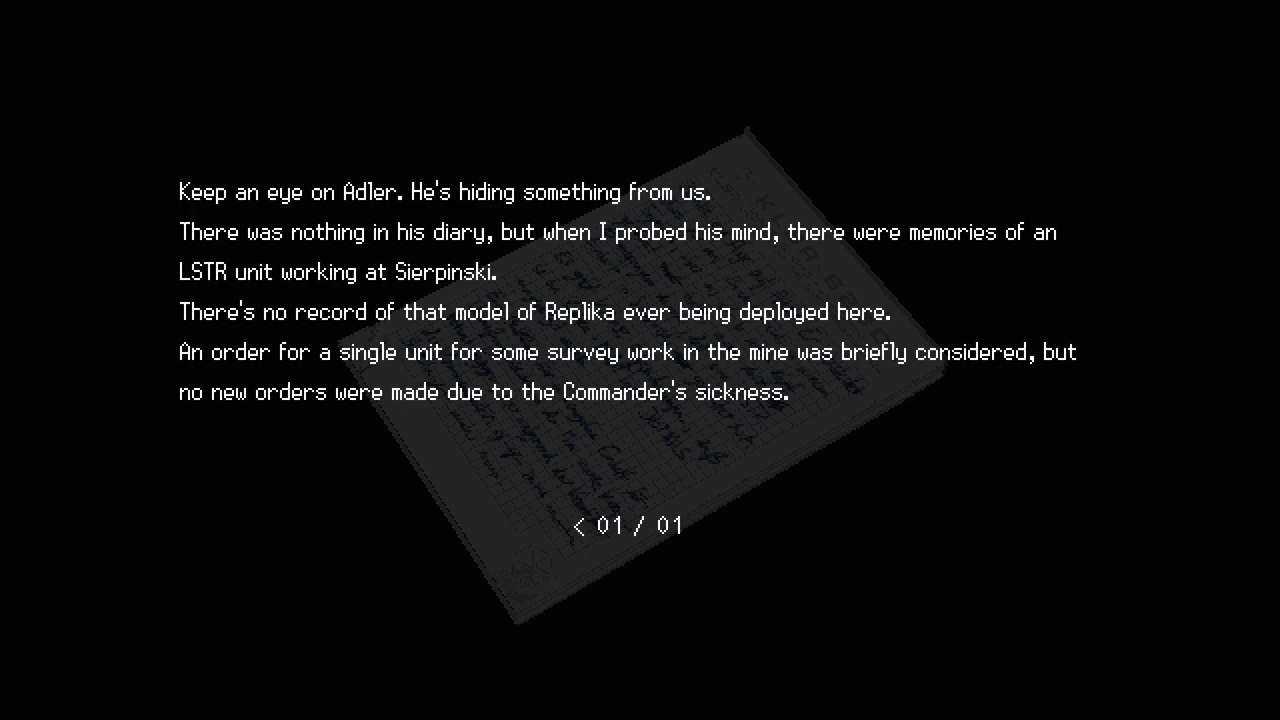 Keep an eye on Adler. He's hiding something from us.
There was nothing in his diary, but when I probed his mind, there were memories of an
LSTR unit working at Sierpinski.
There's no record of that model of Replika ever being deployed here.
An order for a single unit for some survey work in the mine was briefly considered, but
no new orders were made due to the Commander's sickness.
< 01 / 01